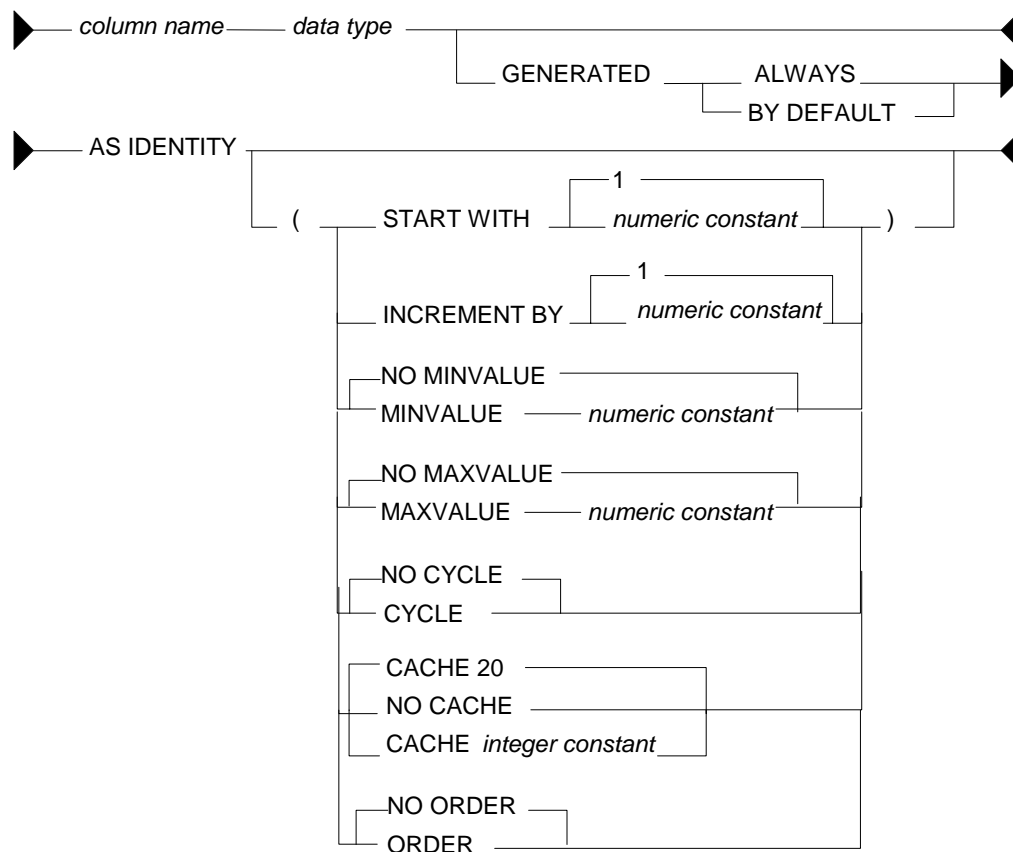 column name data type
GENERATED ALWAYS
BY DEFAULT
AS IDENTITY
1
( START WITH numeric constant )
1
INCREMENT BY numeric constant
NO MINVALUE
MINVALUE numeric constant
NO MAXVALUE
MAXVALUE numeric constant
NO CYCLE
CYCLE
CACHE 20
NO CACHE
CACHE integer constant
NO ORDER
ORDER